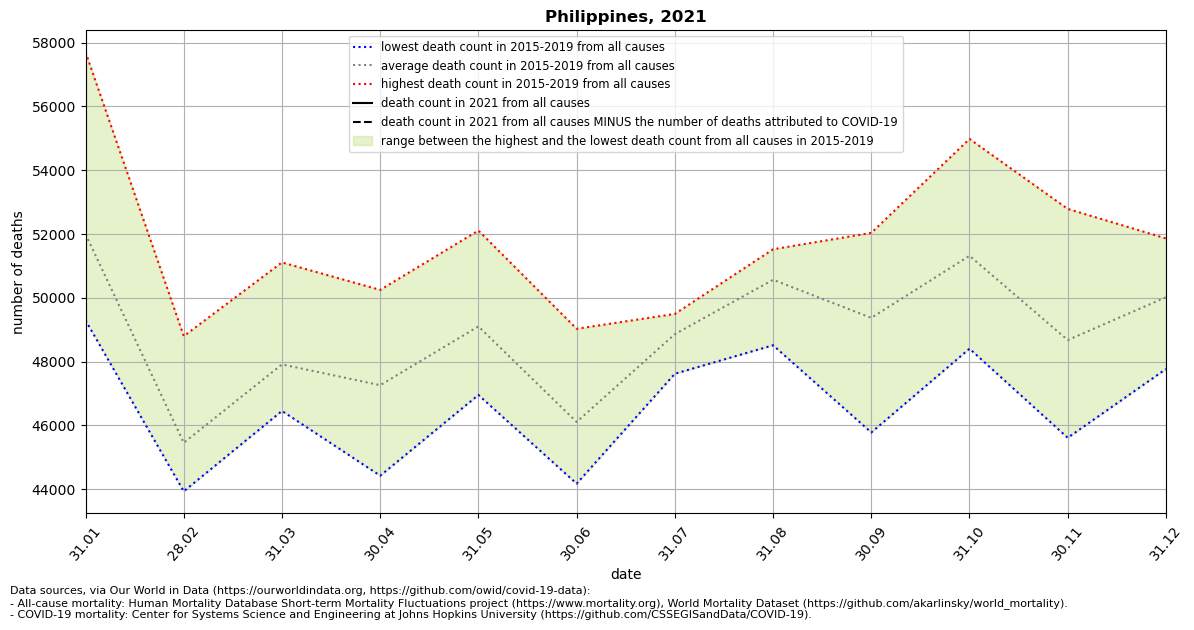 Philippines, 2021
lowest death count in 2015-2019 from all causes
average death count in 2015-2019 from all causes
highest death count in 2015-2019 from all causes
death count in 2021 from all causes
death count in 2021 from all causes MINUS the number of deaths attributed to COVID-19
range between the highest and the lowest death count from all causes in 2015-2019
number of deaths
58000
56000
54000
52000
50000
48000
46000
44000
31.01
28.02
31.03
30.04
31.05
30.06
31.07
31.08
30.09
31.10
30.11
31.12
date
Data sources, via Our World in Data (https://ourworldindata.org, https://github.com/owid/covid-19-data):
- All-cause mortality: Human Mortality Database Short-term Mortality Fluctuations project (https://www.mortality.org), World Mortality Dataset (https://github.com/akarlinsky/world_mortality).
- COVID-19 mortality: Center for Systems Science and Engineering at Johns Hopkins University (https://github.com/CSSEGISandData/COVID-19).